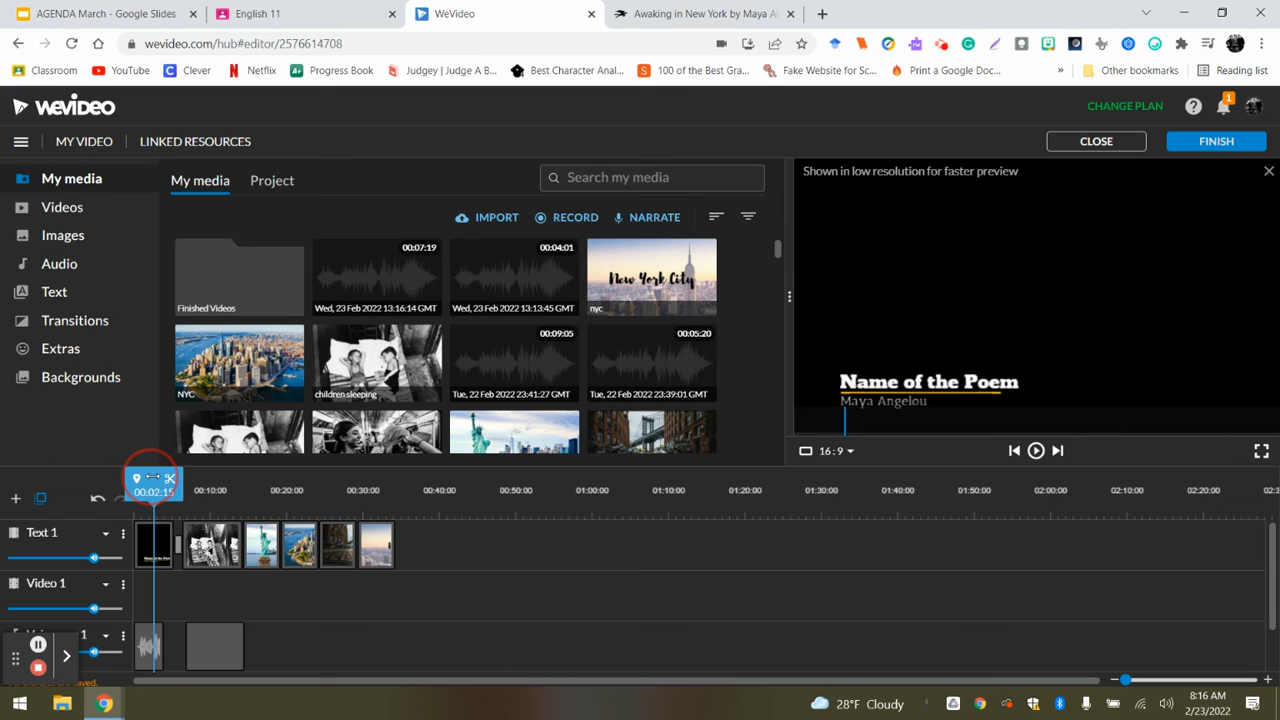 AGENDA March - Google Slides
English 11
WeVideo
Awaking in New York by Maya A
wevideo.com/hub#editor/2576614708
Classroom
YouTube
Clever
Netflix
Progress Book
Judgey | Judge A B...
Best Character Anal...
100 of the Best Gra...
Fake Website for Sc...
Print a Google Doc...
»
Other bookmarks
Reading list
WEVIDEO
CHANGE PLAN
1
MY VIDEO
LINKED RESOURCES
CLOSE
FINISH
My media
Videos
Images
Audio
Text
Transitions
Extras
Backgrounds
My media
Project
Search my media
IMPORT
RECORD
NARRATE
Finished Videos
00:07:19
Wed, 23 Feb 2022 13:16:14 GMT
00:04:01
Wed, 23 Feb 2022 13:13:45 GMT
New York City
nyc
NYC
children sleeping
00:09:05
Tue, 22 Feb 2022 23:41:27 GMT
00:05:20
Tue, 22 Feb 2022 23:39:01 GMT
Shown in low resolution for faster preview
Name of the Poem
Maya Angelou
16:9
00:02:15
00:10:00
00:20:00
00:30:00
00:40:00
00:50:00
01:00:00
01:10:00
01:20:00
01:30:00
01:40:00
01:50:00
02:00:00
02:10:00
02:20:00
02:3
Text 1
Name of the Poem
Video 1
1
28°F Cloudy
8:16 AM
2/23/2022